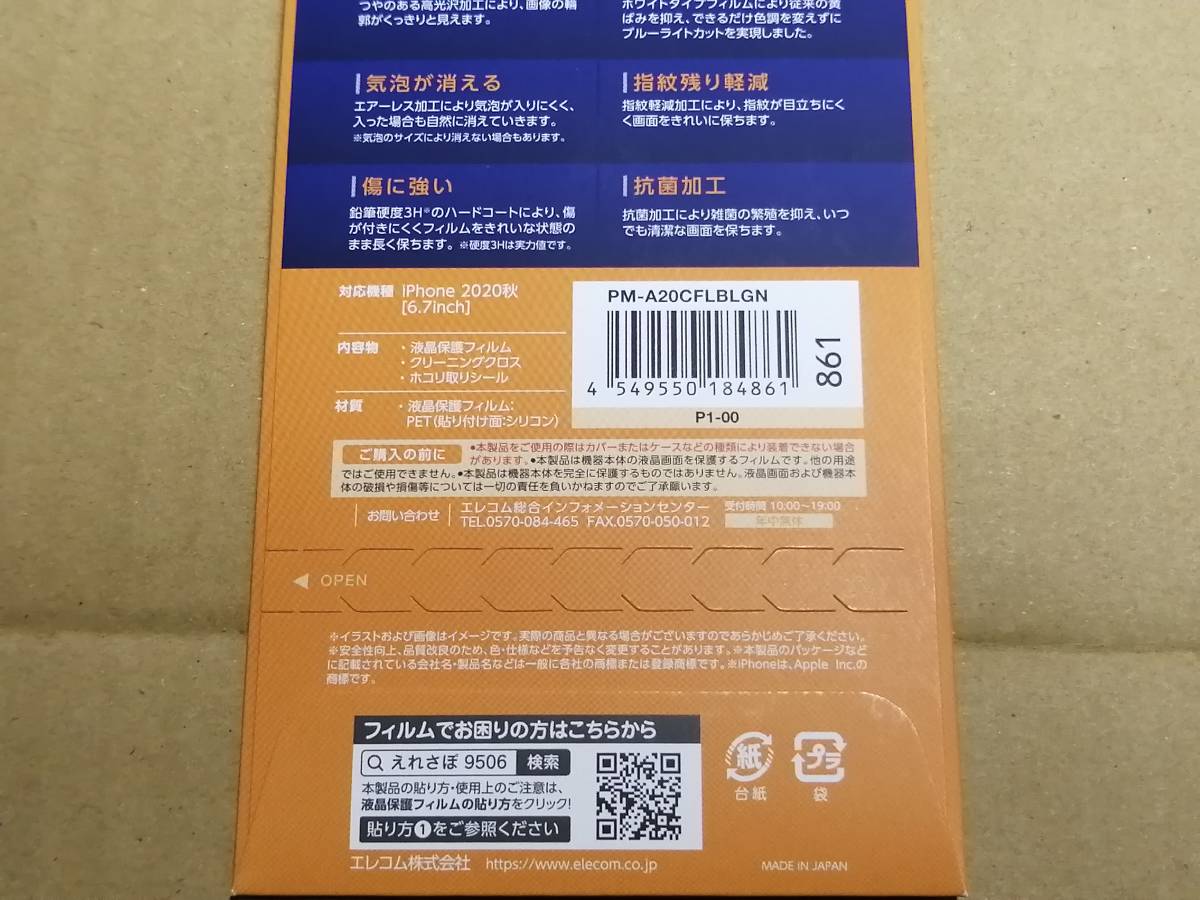 つやのある高光沢加工により、画像の輪
郭がくっきりと見えます。
ホワイトタイプフィルムにより従来の黄
ばみを抑え、できるだけ色調を変えずに
ブルーライトカットを実現しました。
気泡が消える
エアーレス加工により気泡が入りにくく、
入った場合も自然に消えていきます。
※気泡のサイズにより消えない場合もあります。
指紋残り軽減
指紋軽減加工により、指紋が目立ちにく
く画面をきれいに保ちます。
傷に強い
鉛筆硬度3H※のハードコートにより、傷
が付きにくくフィルムをきれいな状態の
まま長く保ちます。 ※硬度3Hは実力値です。
抗菌加工
抗菌加工により雑菌の繁殖を抑え、いつ
でも清潔な画面を保ちます。
対応機種 iPhone 2020秋
[6.7inch]
内容物 ・液晶保護フィルム
・クリーニングクロス
・ホコリ取りシール
材質 ・液晶保護フィルム:
PET(貼り付け面:シリコン)
PM-A20CFLBLGN
4 549550 184861
861
P1-00
ご購入の前に ●本製品をご使用の際はカバーまたはケースなどの種類により装着できない場合
があります。●本製品は機器本体の液晶画面を保護するフィルムです。他の用途
ではご使用できません。●本製品は機器本体を完全に保護するものではありません。液晶画面および機器本
体の破損や損傷等については一切の責任を負いかねますのでご了承願います。
お問い合わせ エレコム総合インフォメーションセンター 受付時間 10:00~19:00
TEL.0570-084-465 FAX.0570-050-012 年中無休
◀ OPEN
※イラストおよび画像はイメージです。実際の商品と異なる場合がございますのであらかじめご了承ください。
※安全性向上、品質改良のため、色・仕様などを予告なく変更することがあります。※本製品のパッケージなど
に記載されている会社名・製品名などは一般に各社の商標または登録商標です。※iPhoneは、Apple Inc.の
商標です。
フィルムでお困りの方はこちらから
えれさぽ 9506 検索
本製品の貼り方・使用上のご注意は、
液晶保護フィルムの貼り方をクリック!
貼り方❶をご参照ください
紙
台紙
プラ
袋
エレコム株式会社 https://www.elecom.co.jp
MADE IN JAPAN